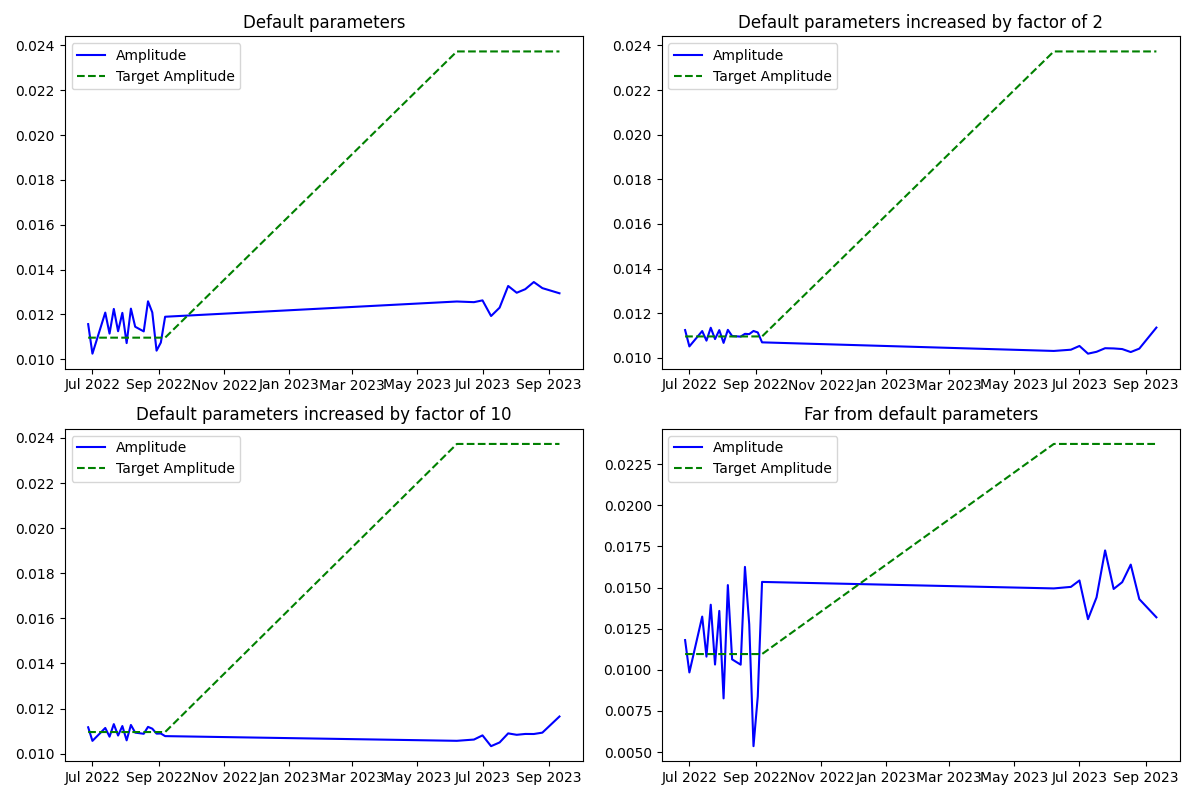 Default parameters
0.024
0.022
0.020
0.018
0.016
0.014
0.012
0.010
Amplitude
Target Amplitude
Jul 2022 Sep 2022 Nov 2022 Jan 2023 Mar 2023 May 2023 Jul 2023 Sep 2023
Default parameters increased by factor of 2
0.024
0.022
0.020
0.018
0.016
0.014
0.012
0.010
Amplitude
Target Amplitude
Jul 2022 Sep 2022 Nov 2022 Jan 2023 Mar 2023 May 2023 Jul 2023 Sep 2023
Default parameters increased by factor of 10
0.024
0.022
0.020
0.018
0.016
0.014
0.012
0.010
Amplitude
Target Amplitude
Jul 2022 Sep 2022 Nov 2022 Jan 2023 Mar 2023 May 2023 Jul 2023 Sep 2023
Far from default parameters
0.0225
0.0200
0.0175
0.0150
0.0125
0.0100
0.0075
0.0050
Amplitude
Target Amplitude
Jul 2022 Sep 2022 Nov 2022 Jan 2023 Mar 2023 May 2023 Jul 2023 Sep 2023